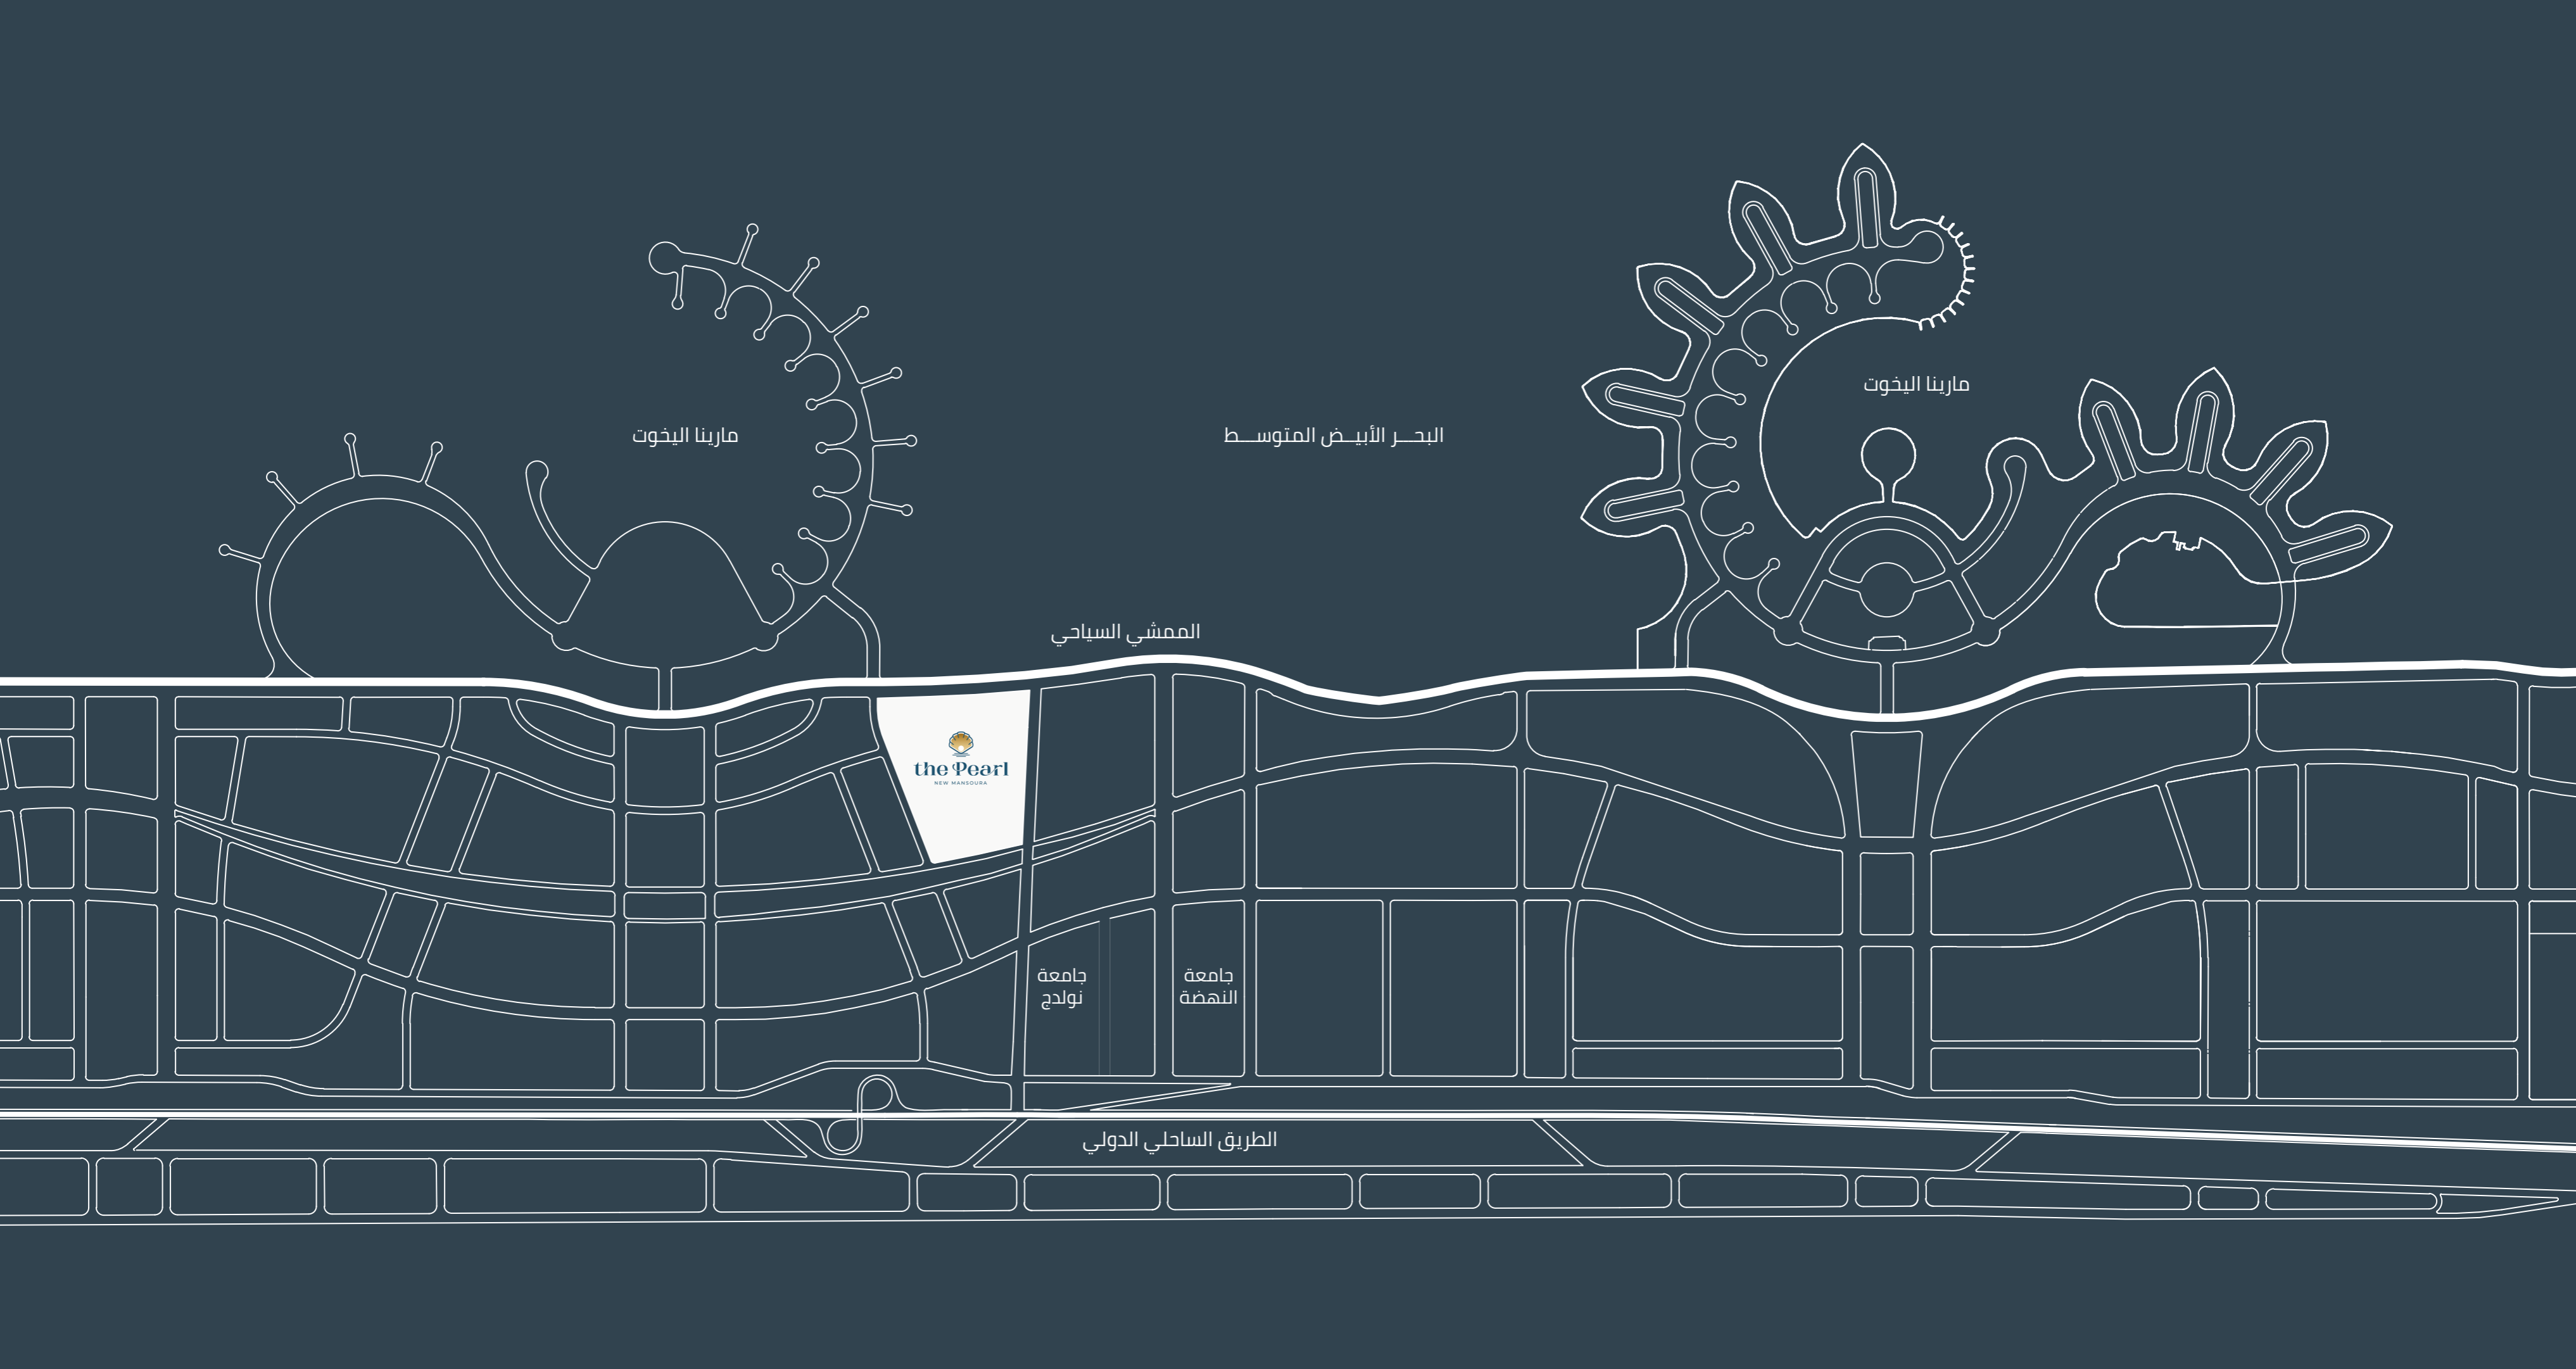 مارينا اليخوت
مارينا اليخوت
البحـــر الأبيـــض المتوســـط
الممشي السياحي
the Pearl
NEW MANSOURA
جامعة
نولدج
جامعة
النهضة
الطريق الساحلي الدولي